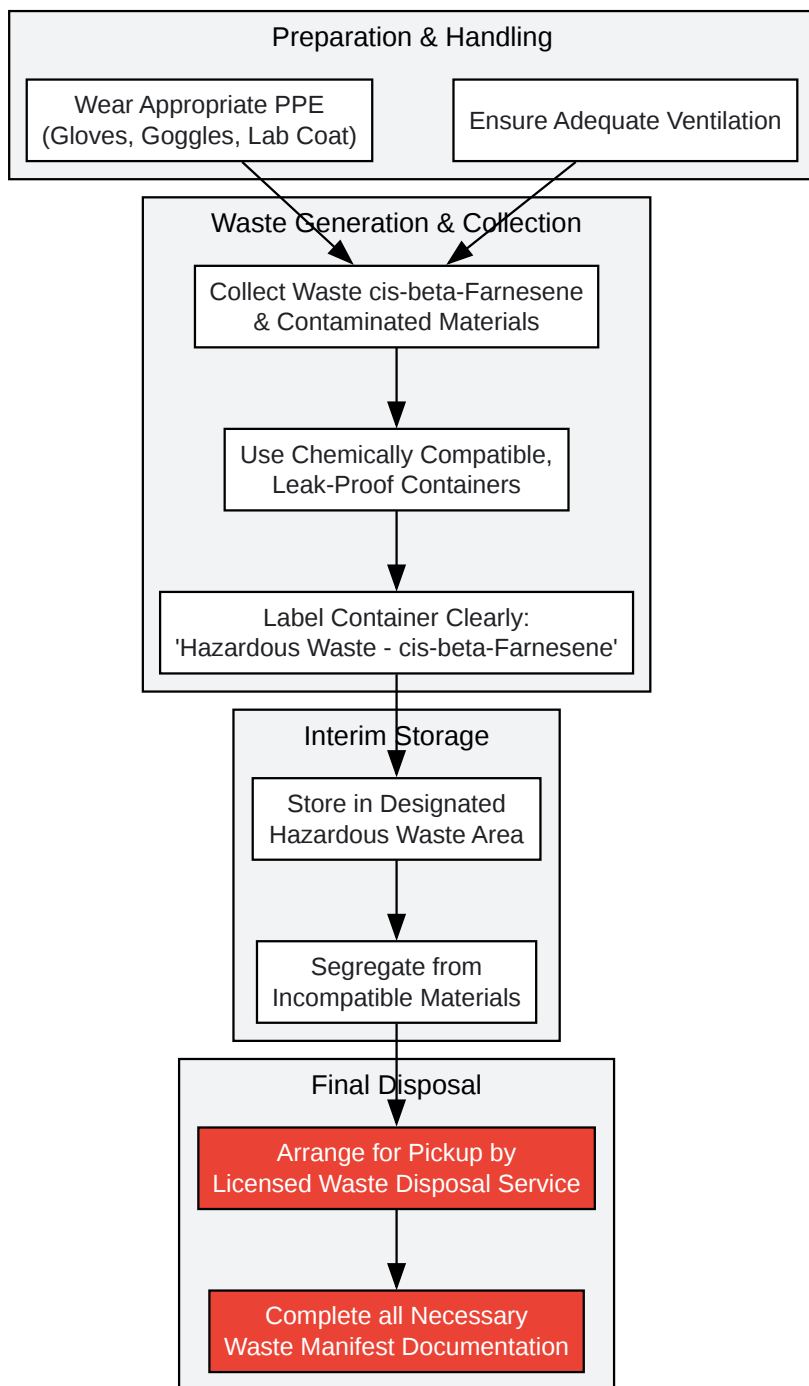 Preparation & Handling
Wear Appropriate PPE
(Gloves, Goggles, Lab Coat)
Ensure Adequate Ventilation
Waste Generation & Collection
Collect Waste cis-beta-Farnesene
& Contaminated Materials
Use Chemically Compatible,
Leak-Proof Containers
Label Container Clearly:
'Hazardous Waste - cis-beta-Farnesene'
Interim Storage
Store in Designated
Hazardous Waste Area
Segregate from
Incompatible Materials
Final Disposal
Arrange for Pickup by
Licensed Waste Disposal Service
Complete all Necessary
Waste Manifest Documentation